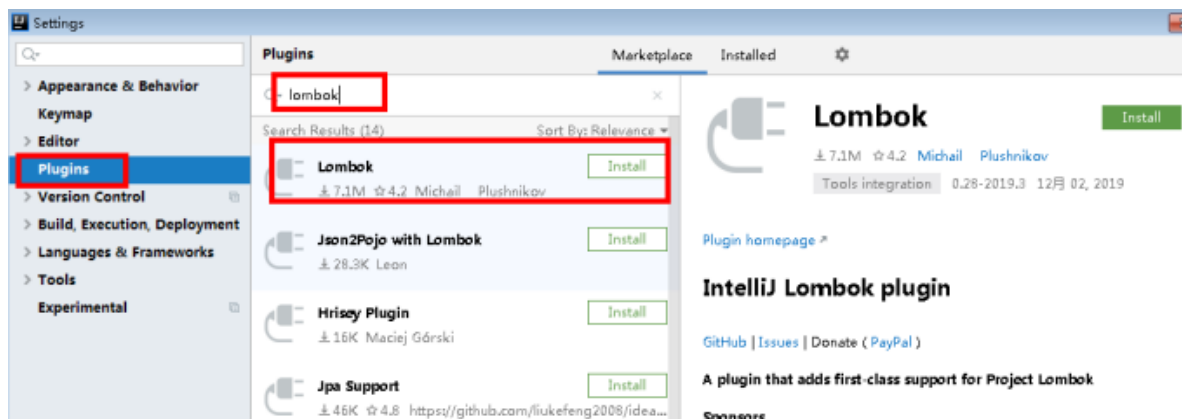 Settings
Appearance & Behavior
Keymap
Editor
Plugins
Version Control
Build, Execution, Deployment
Languages & Frameworks
Tools
Experimental
Plugins
Marketplace
Installed
lombok
Search Results (14)
Sort By: Relevance
Lombok
Install
7.1M 4.2 Michail Plushnikov
Json2Pojo with Lombok
Install
28.3K Leon
Hrisey Plugin
Install
16K Maciej Górski
Jpa Support
Install
46K 4.8 https://github.com/liukefeng2008/idea...
Lombok
Install
7.1M 4.2 Michail Plushnikov
Tools integration 0.28-2019.3 12月 02, 2019
Plugin homepage
IntelliJ Lombok plugin
GitHub | Issues | Donate ( PayPal )
A plugin that adds first-class support for Project Lombok
Sponsors